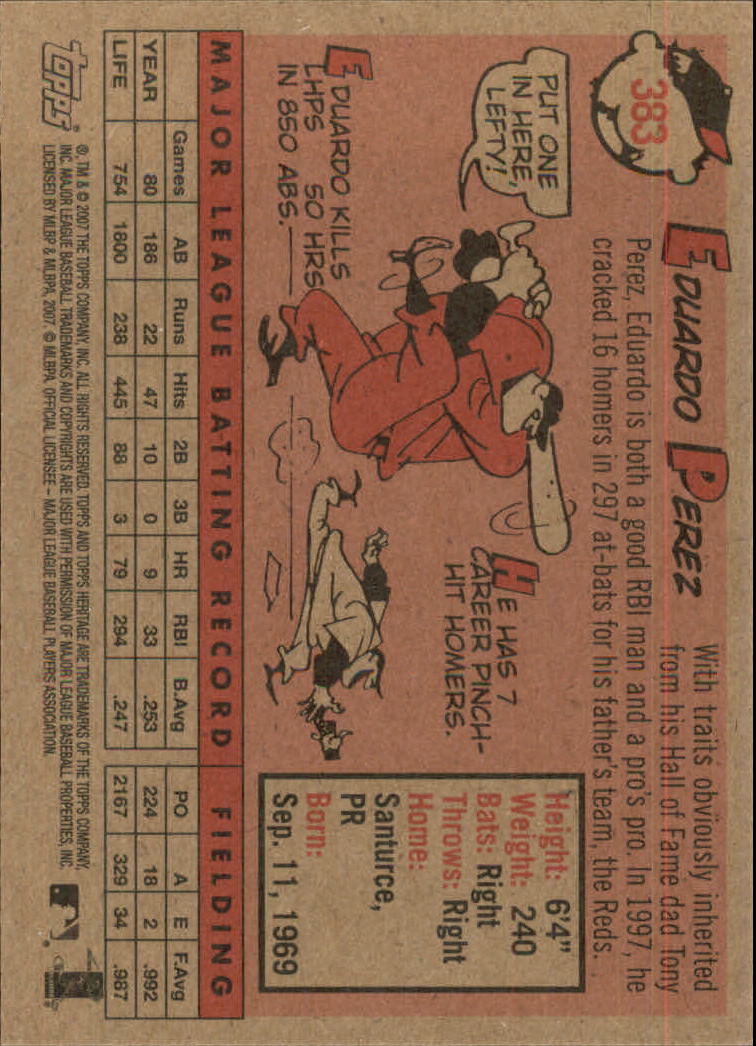 383
EDUARDO PEREZ
With traits obviously inherited
from his Hall of Fame dad Tony
Perez, Eduardo is both a good RBI man and a pro's pro. In 1997, he
cracked 16 homers in 297 at-bats for his father's team, the Reds.
PUT ONE
IN HERE,
LEFTY!
EDUARDO KILLS
LHPS 50 HRS
IN 850 ABS.
HE HAS 7
CAREER PINCH-
HIT HOMERS.
Height: 6'4"
Weight: 240
Bats: Right
Throws: Right
Home:
Santurce,
PR
Born:
Sep. 11, 1969
MAJOR LEAGUE BATTING RECORD FIELDING
Games AB Runs Hits 2B 3B HR RBI B.Avg PO A E F.Avg
YEAR 80 186 22 47 10 0 9 33 .253 224 18 2 .992
LIFE 754 1800 238 445 88 3 79 294 .247 2167 329 34 .987
Topps®
®, TM & © 2007 THE TOPPS COMPANY, INC. ALL RIGHTS RESERVED. TOPPS AND TOPPS HERITAGE ARE TRADEMARKS OF THE TOPPS COMPANY,
INC. MAJOR LEAGUE BASEBALL TRADEMARKS AND COPYRIGHTS ARE USED WITH PERMISSION OF MAJOR LEAGUE BASEBALL PROPERTIES, INC.
LICENSED BY MLBP & MLBPA, 2007. © MLBPA. OFFICIAL LICENSEE – MAJOR LEAGUE BASEBALL PLAYERS ASSOCIATION.